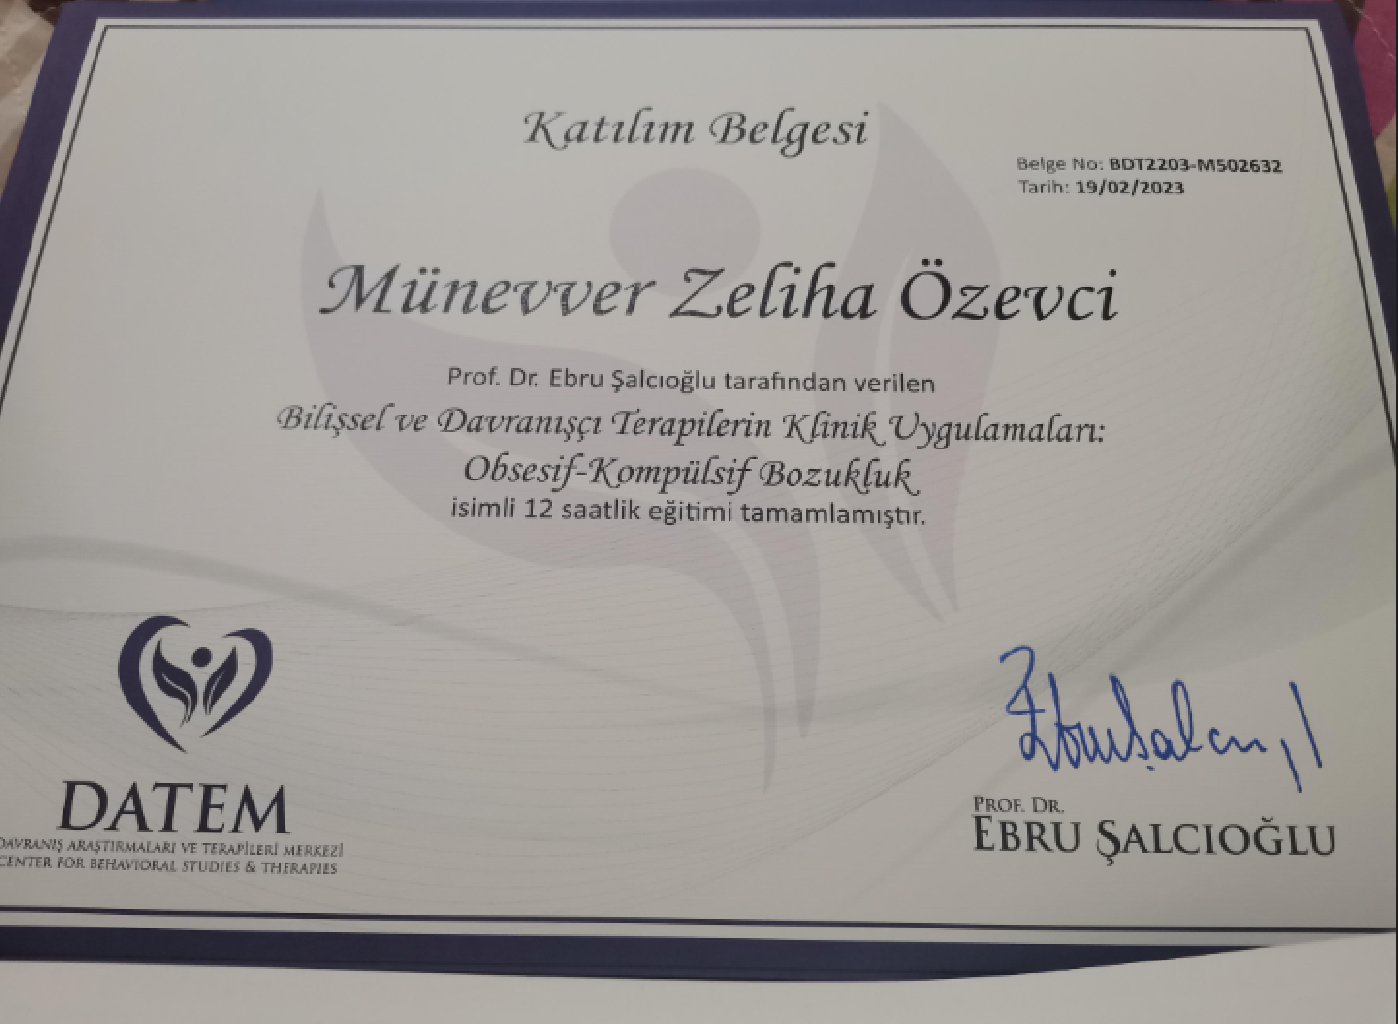 Katılım Belgesi
Belge No: BDT2203-M502632
Tarih: 19/02/2023
Münevver Zeliha Özevci
Prof. Dr. Ebru Şalcıoğlu tarafından verilen
Bilişsel ve Davranışçı Terapilerin Klinik Uygulamaları:
Obsesif-Kompülsif Bozukluk
isimli 12 saatlik eğitimi tamamlamıştır.
DATEM
DAVRANIŞ ARAŞTIRMALARI VE TERAPİLERİ MERKEZİ
CENTER FOR BEHAVIORAL STUDIES & THERAPIES
Ebru Şalcıoğlu
PROF. DR.
EBRU ŞALCIOĞLU